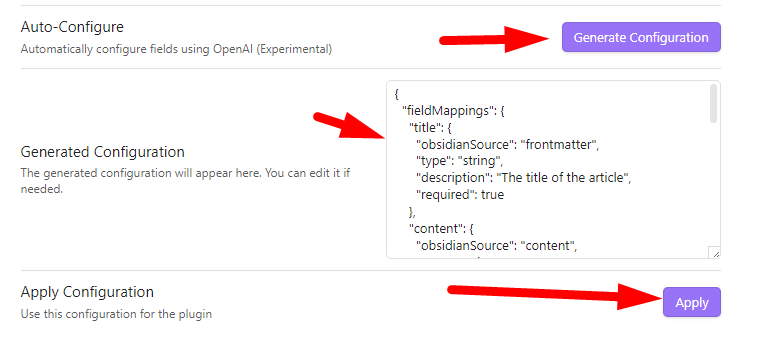 Auto-Configure
Automatically configure fields using OpenAI (Experimental)
Generate Configuration
Generated Configuration
The generated configuration will appear here. You can edit it if
needed.
{
"fieldMappings": {
"title": {
"obsidianSource": "frontmatter",
"type": "string",
"description": "The title of the article",
"required": true
},
"content": {
"obsidianSource": "content",
Apply Configuration
Use this configuration for the plugin
Apply